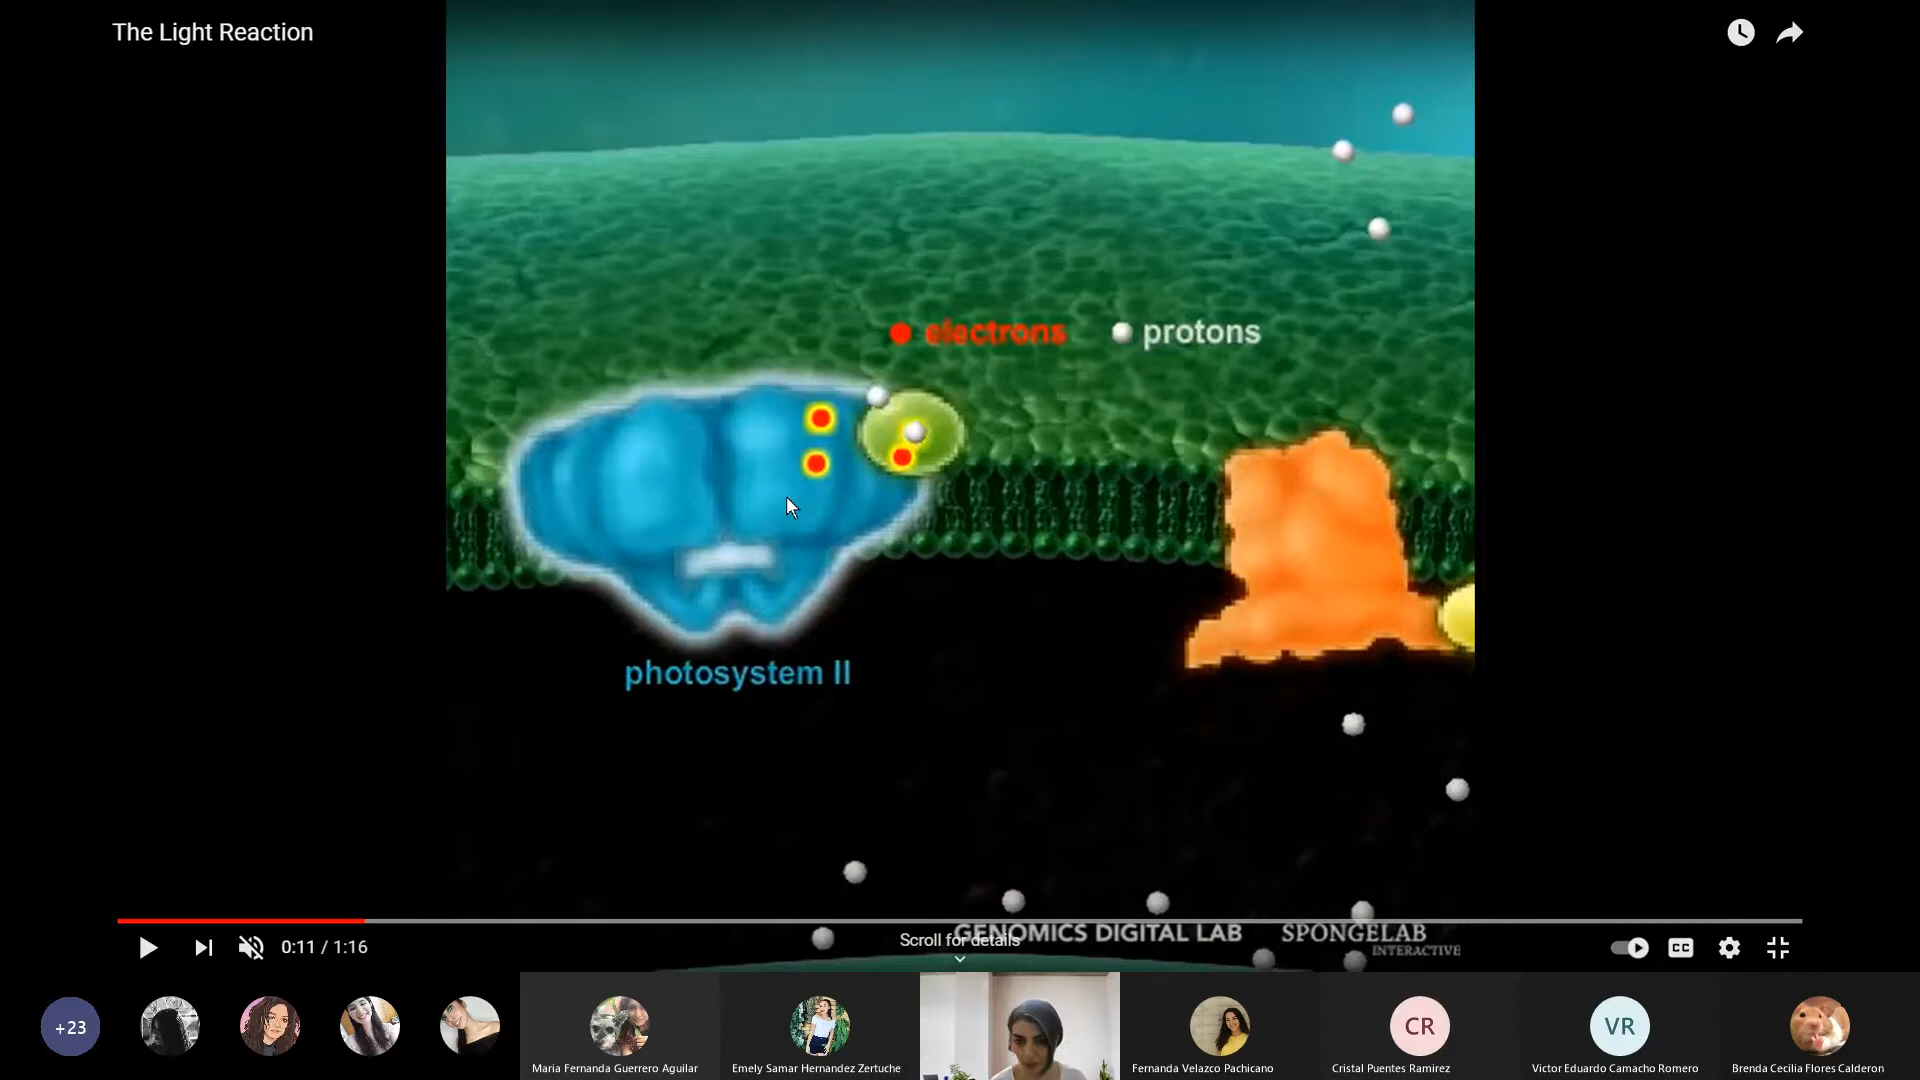 The Light Reaction
electrons
protons
photosystem II
GENOMICS DIGITAL LAB
SPONGELAB
INTERACTIVE
Scroll for details
0:11 / 1:16
CC
+23
CR
VR
Maria Fernanda Guerrero Aguilar
Emely Samar Hernandez Zertuche
Fernanda Velazco Pachicano
Cristal Puentes Ramirez
Victor Eduardo Camacho Romero
Brenda Cecilia Flores Calderon